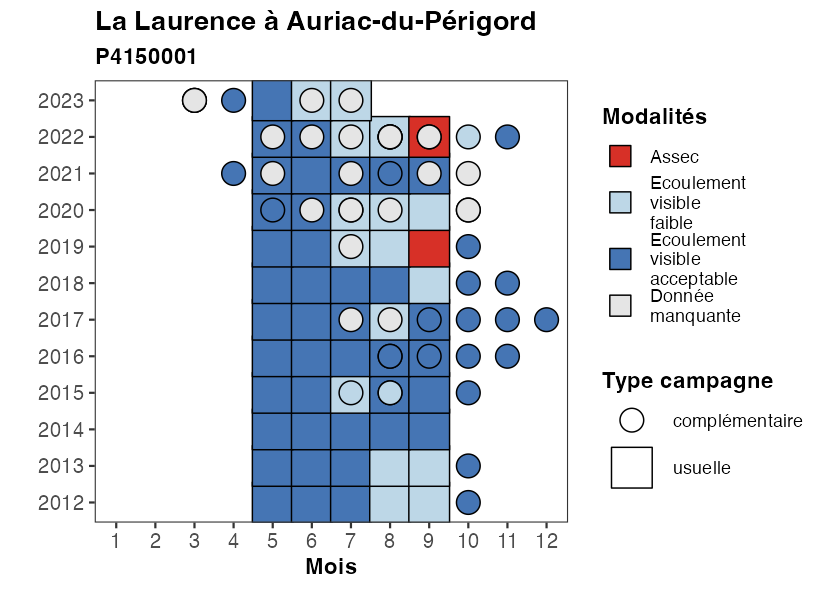 La Laurence à Auriac-du-Périgord
P4150001
2023
2022
2021
2020
2019
2018
2017
2016
2015
2014
2013
2012
1 2 3 4 5 6 7 8 9 10 11 12
Mois
Modalités
Assec
Ecoulement
visible
faible
Ecoulement
visible
acceptable
Donnée
manquante
Type campagne
complémentaire
usuelle